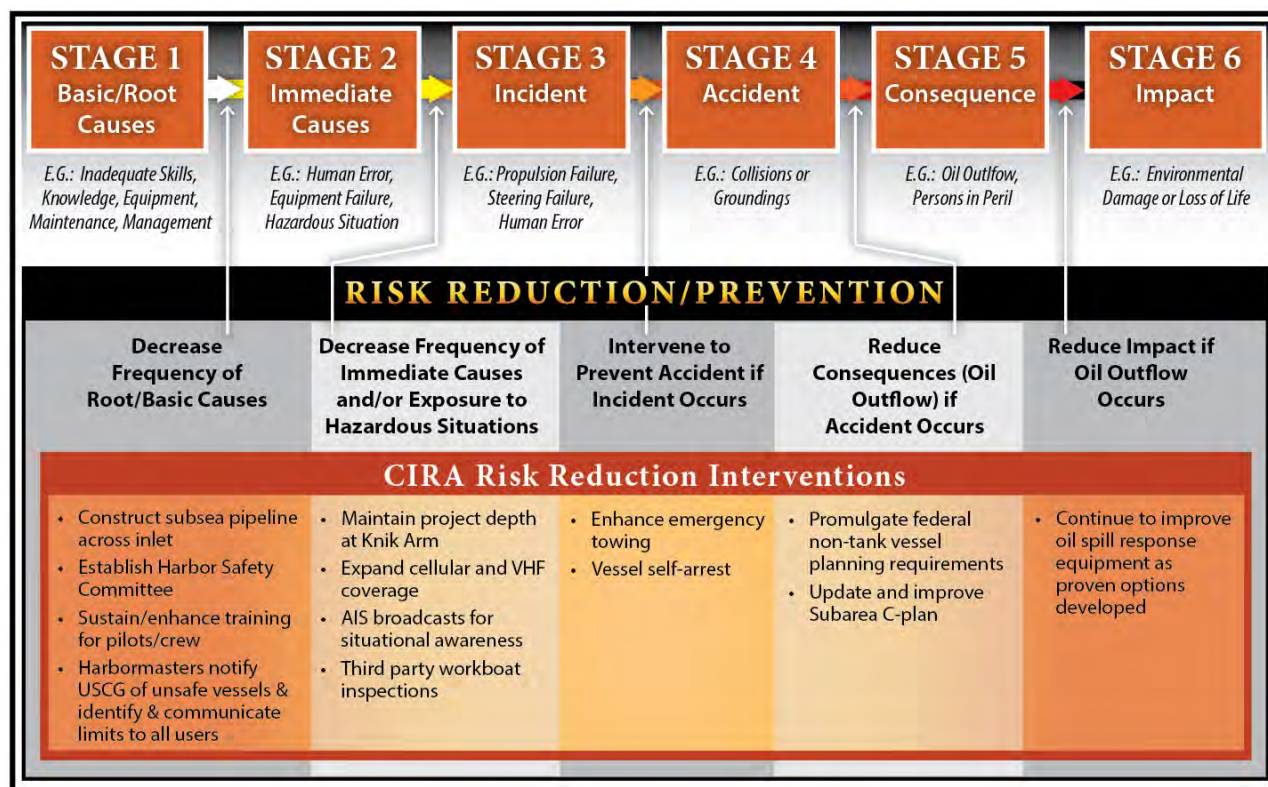 STAGE 1
Basic/Root
Causes
STAGE 2
Immediate
Causes
STAGE 3
Incident
STAGE 4
Accident
STAGE 5
Consequence
STAGE 6
Impact
E.G.: Inadequate Skills,
Knowledge, Equipment,
Maintenance, Management
E.G.: Human Error,
Equipment Failure,
Hazardous Situation
E.G.: Propulsion Failure,
Steering Failure,
Human Error
E.G.: Collisions or
Groundings
E.G.: Oil Outflow,
Persons in Peril
E.G.: Environmental
Damage or Loss of Life
RISK REDUCTION/PREVENTION
Decrease
Frequency of
Root/Basic Causes
Decrease Frequency of
Immediate Causes
and/or Exposure to
Hazardous Situations
Intervene to
Prevent Accident if
Incident Occurs
Reduce
Consequences (Oil
Outflow) if
Accident Occurs
Reduce Impact if
Oil Outflow
Occurs
CIRA Risk Reduction Interventions
• Construct subsea pipeline
across inlet
• Establish Harbor Safety
Committee
• Sustain/enhance training
for pilots/crew
• Harbormasters notify
USCG of unsafe vessels &
identify & communicate
limits to all users
• Maintain project depth
at Knik Arm
• Expand cellular and VHF
coverage
• AIS broadcasts for
situational awareness
• Third party workboat
inspections
• Enhance emergency
towing
• Vessel self-arrest
• Promulgate federal
non-tank vessel
planning requirements
• Update and improve
Subarea C-plan
• Continue to improve
oil spill response
equipment as
proven options
developed